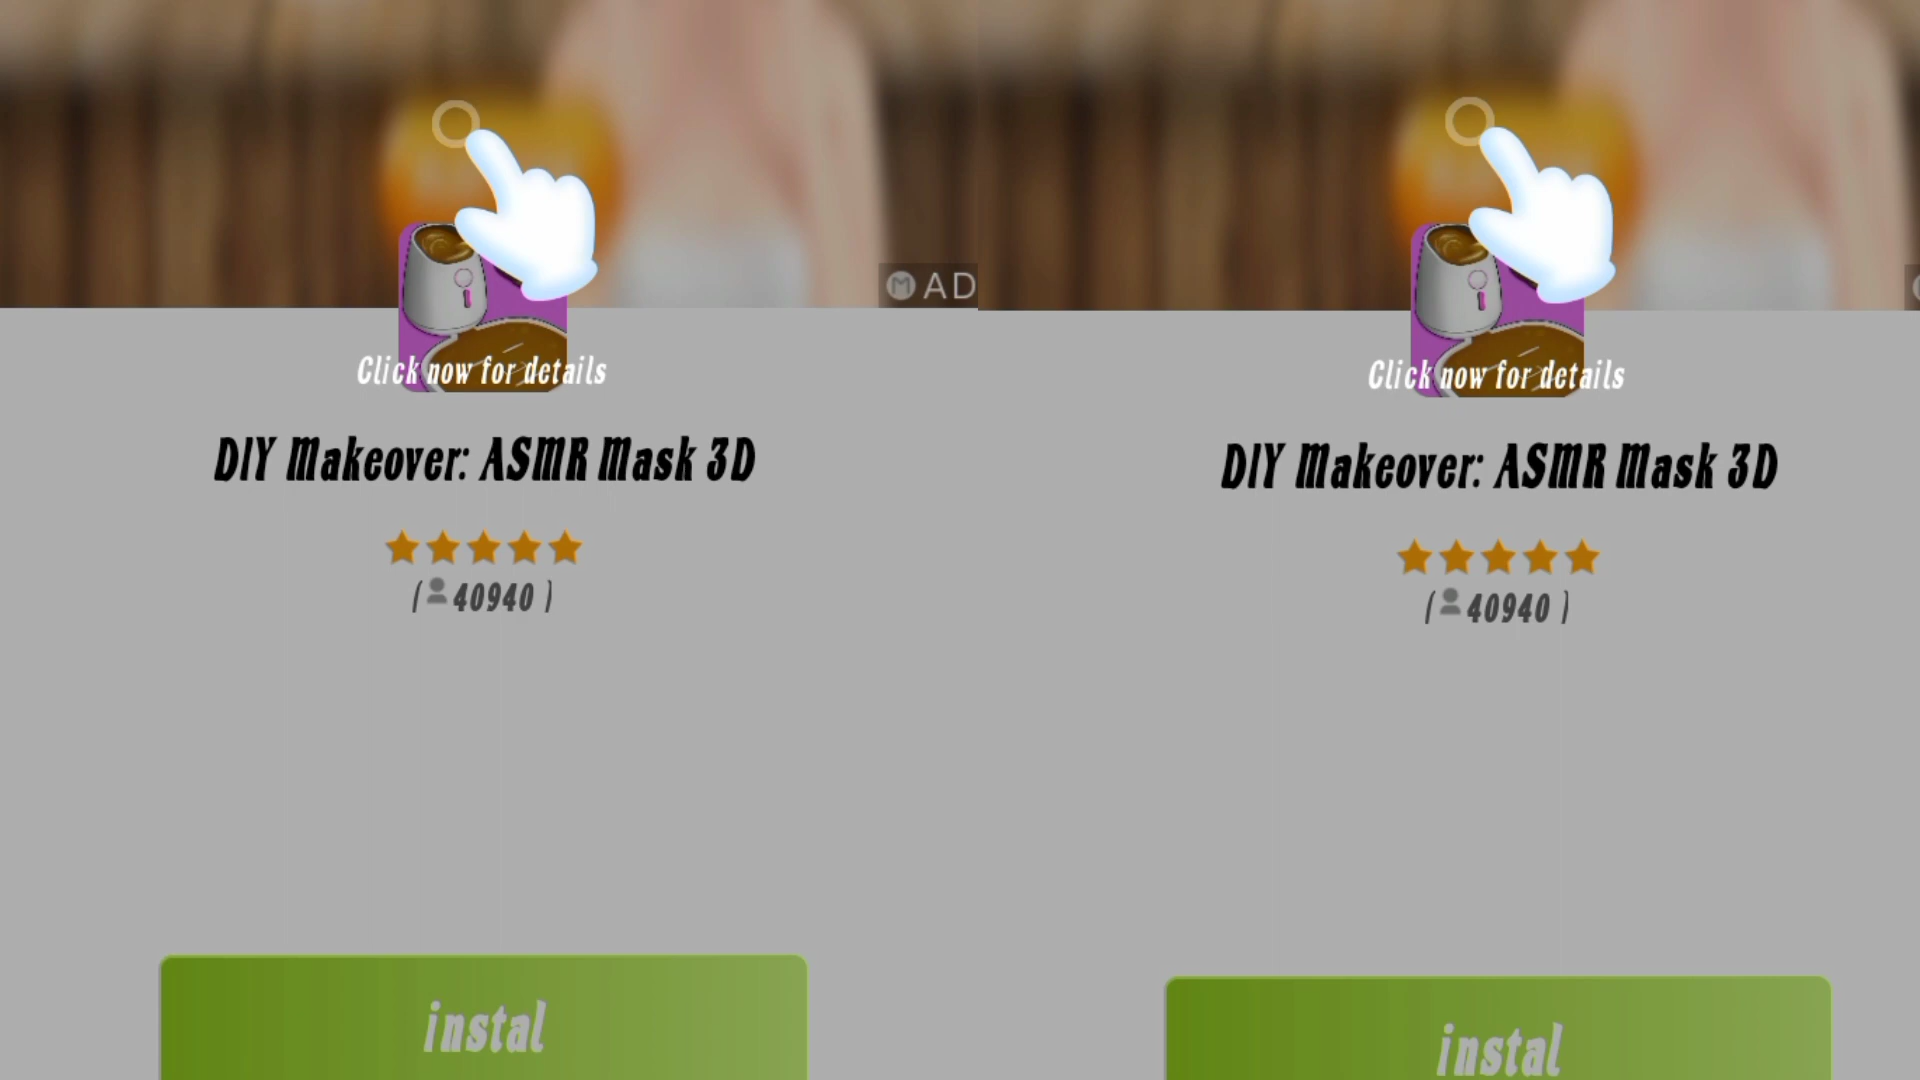 AD
Click now for details
DIY Makeover: ASMR Mask 3D
( 40940 )
instal
Click now for details
DIY Makeover: ASMR Mask 3D
( 40940 )
instal